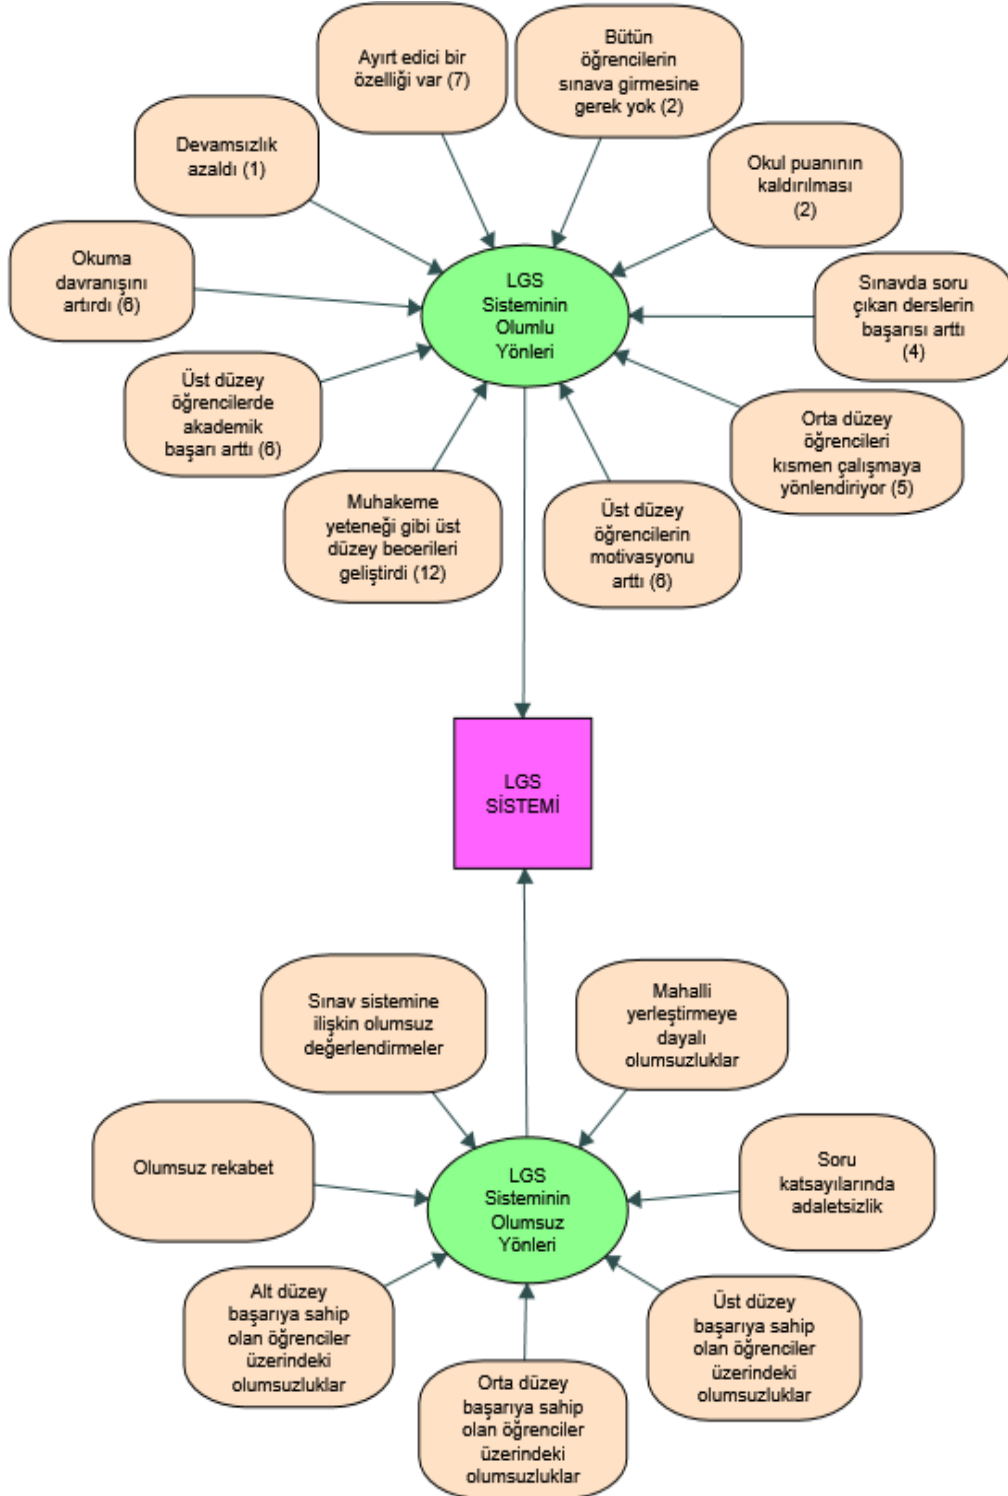 Ayırt edici bir
özelliği var (7)
Bütün
öğrencilerin
sınava girmesine
gerek yok (2)
Devamsızlık
azaldı (1)
Okul puanının
kaldırılması
(2)
Okuma
davranışını
artırdı (6)
LGS
Sisteminin
Olumlu
Yönleri
Sınavda soru
çıkan derslerin
başarısı arttı
(4)
Üst düzey
öğrencilerde
akademik
başarı arttı (6)
Orta düzey
öğrencileri
kısmen çalışmaya
yönlendiriyor (5)
Muhakeme
yeteneği gibi üst
düzey becerileri
geliştirdi (12)
Üst düzey
öğrencilerin
motivasyonu
arttı (6)
LGS
SİSTEMİ
Sınav sistemine
ilişkin olumsuz
değerlendirmeler
Mahalli
yerleştirmeye
dayalı
olumsuzluklar
Olumsuz rekabet
LGS
Sisteminin
Olumsuz
Yönleri
Soru
katsayılarında
adaletsizlik
Alt düzey
başarıya sahip
olan öğrenciler
üzerindeki
olumsuzluklar
Orta düzey
başarıya sahip
olan öğrenciler
üzerindeki
olumsuzluklar
Üst düzey
başarıya sahip
olan öğrenciler
üzerindeki
olumsuzluklar